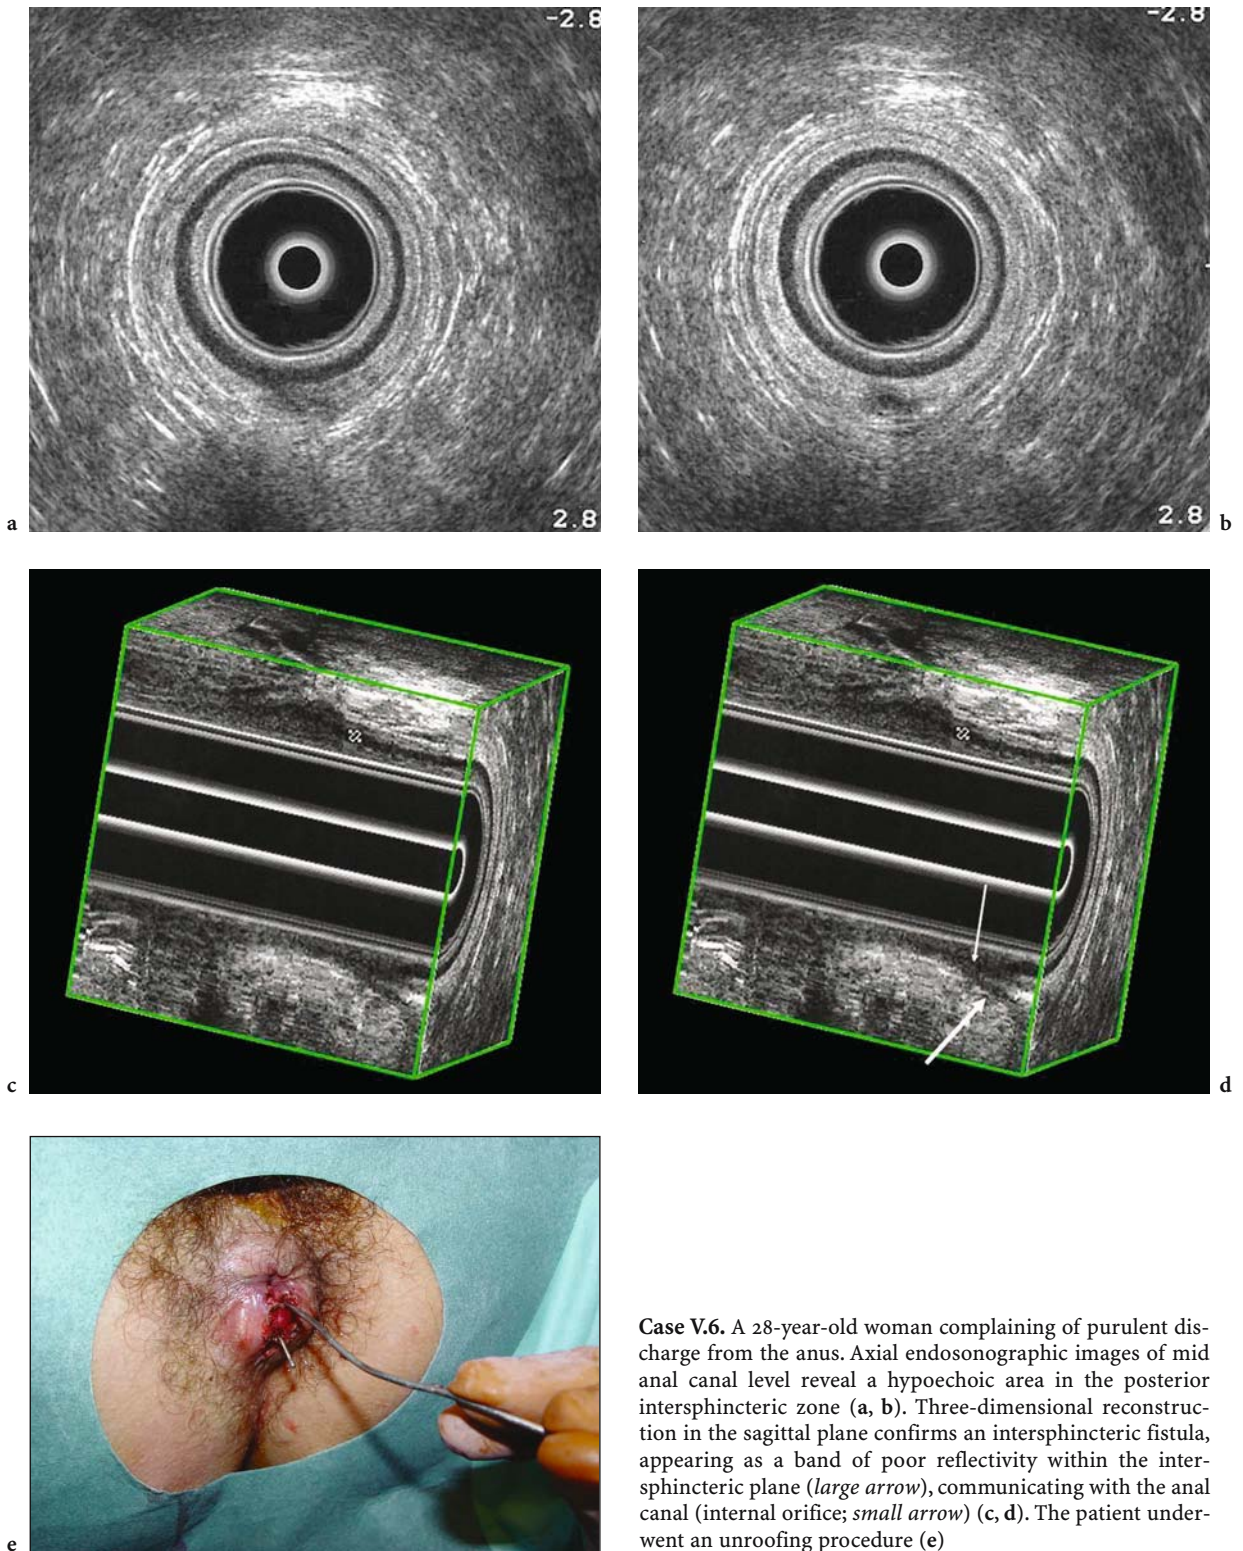 -2.8
-2.8
2.8
2.8
a
b
c
d
e
Case V.6. A 28-year-old woman complaining of purulent dis-
charge from the anus. Axial endosonographic images of mid
anal canal level reveal a hypoechoic area in the posterior
intersphincteric zone (a, b). Three-dimensional reconstruc-
tion in the sagittal plane confirms an intersphincteric fistula,
appearing as a band of poor reflectivity within the inter-
sphincteric plane (large arrow), communicating with the anal
canal (internal orifice; small arrow) (c, d). The patient under-
went an unroofing procedure (e)